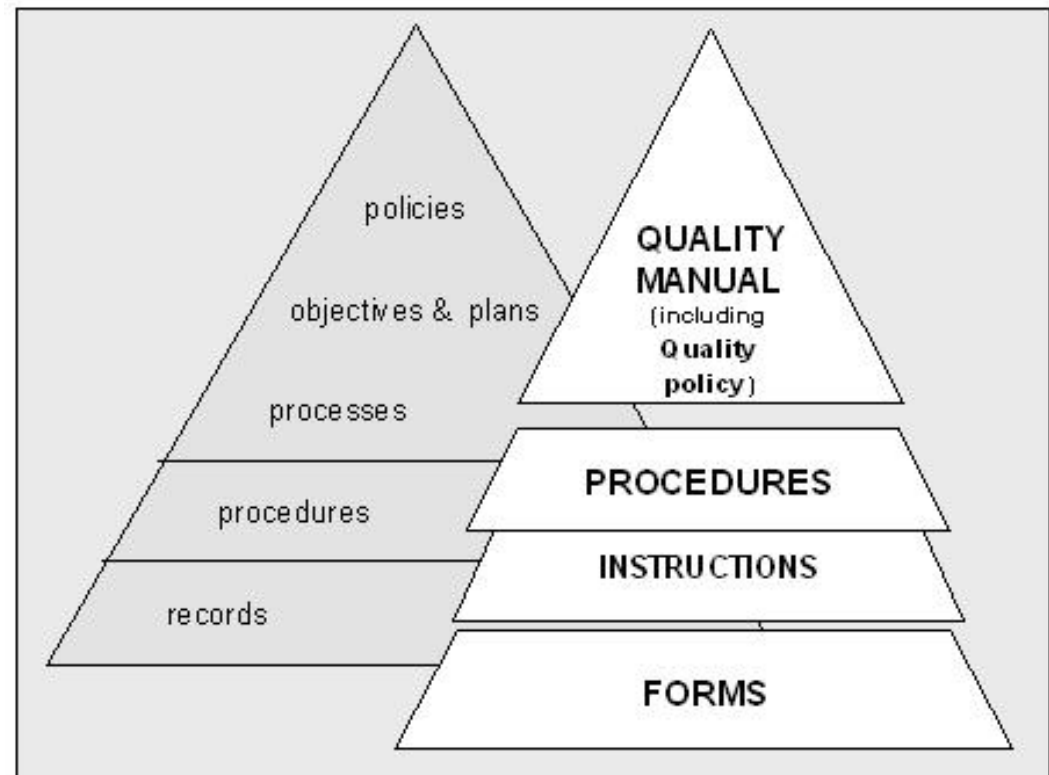 policies
objectives & plans
processes
procedures
records
QUALITY
MANUAL
(including
Quality
policy)
PROCEDURES
INSTRUCTIONS
FORMS